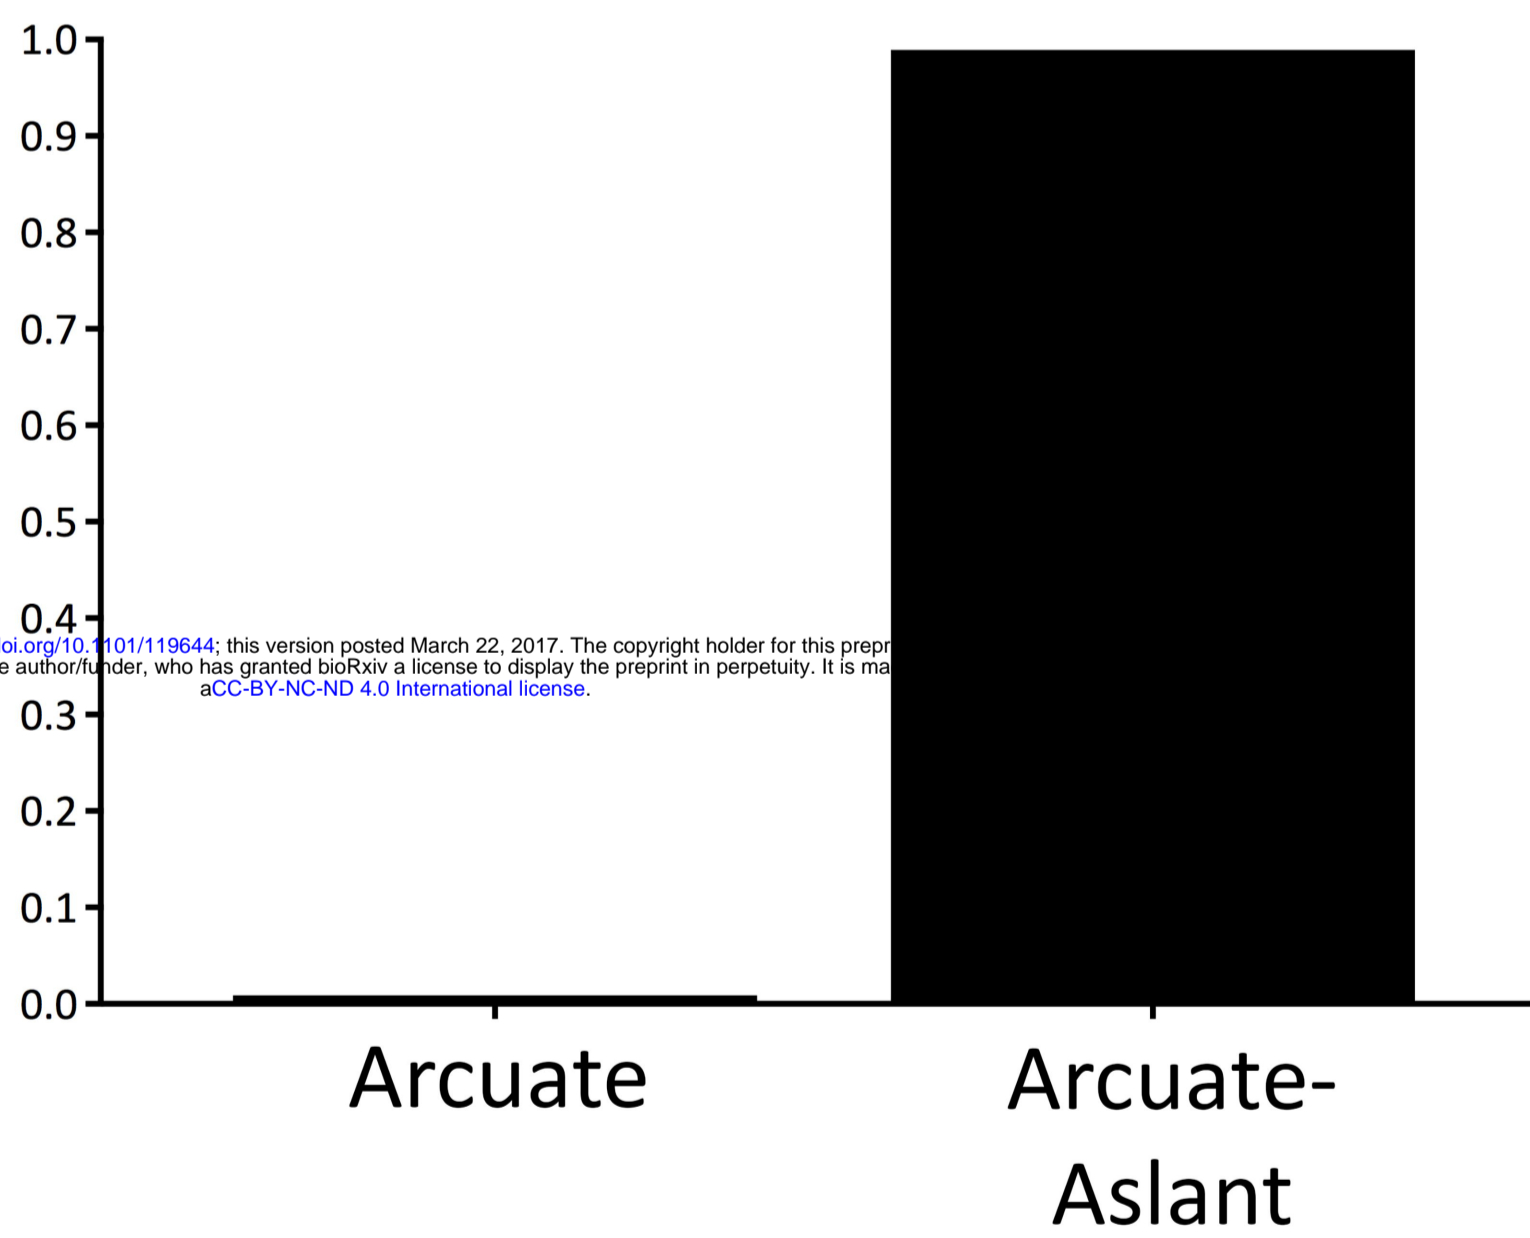 1.0
0.9
0.8
0.7
0.6
0.5
0.4
oi.org/10.1101/119644; this version posted March 22, 2017. The copyright holder for this prepr
e author/funder, who has granted bioRxiv a license to display the preprint in perpetuity. It is ma
aCC-BY-NC-ND 4.0 International license.
0.3
0.2
0.1
0.0
Arcuate
Arcuate-
Aslant